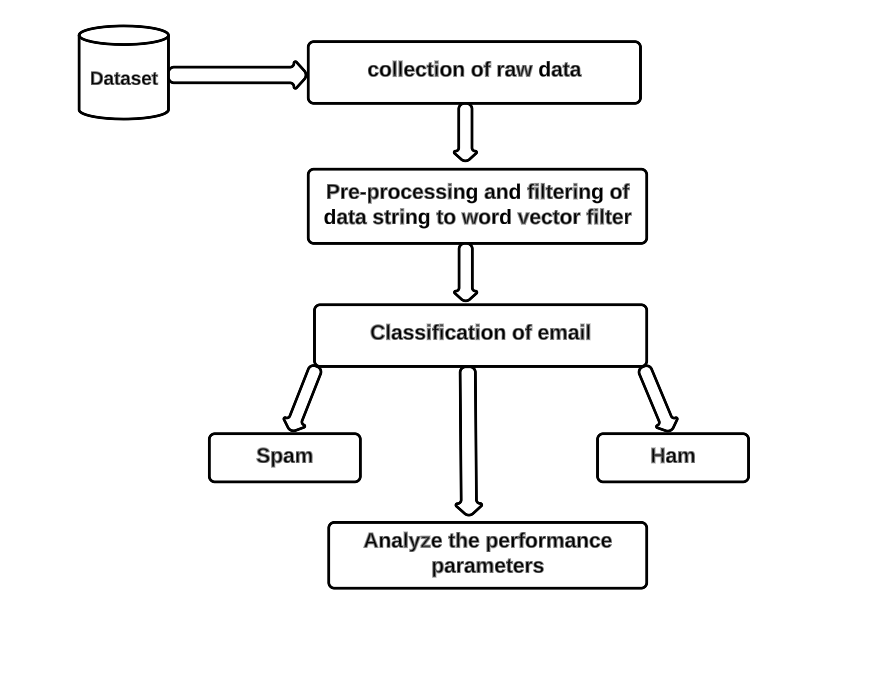 Dataset
collection of raw data
Pre-processing and filtering of
data string to word vector filter
Classification of email
Spam
Ham
Analyze the performance
parameters